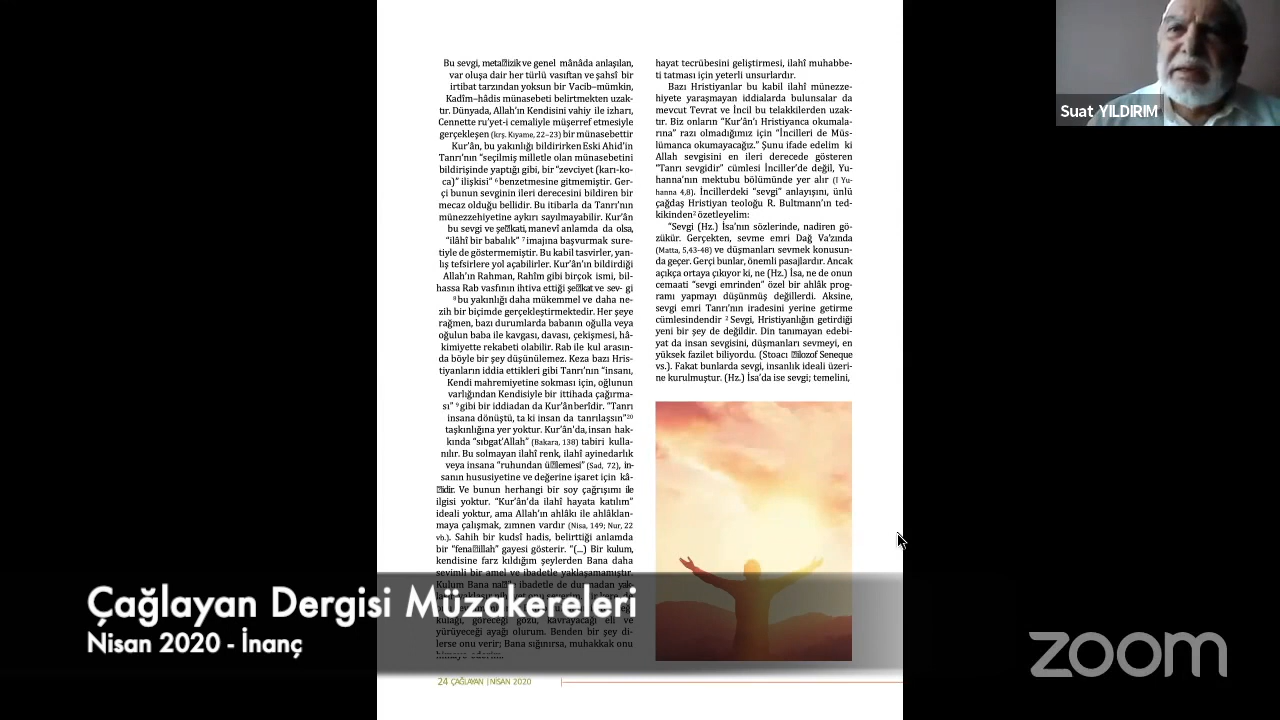 Bu sevgi, metafizik ve genel mânâda anlaşılan,
var oluşa dair her türlü vasıftan ve şahsî bir
irtibat tarzından yoksun bir Vacib–mümkin,
Kadîm–hâdis münasebeti belirtmekten uzak-
tır. Dünyada, Allah'ın Kendisini vahiy ile izharı,
Cennette ru'yet-i cemaliyle müşerref etmesiyle
gerçekleşen (krş. Kıyame, 22–23) bir münasebettir
Kur'ân, bu yakınlığı bildirirken Eski Ahid'in
Tanrı'nın "seçilmiş milletle olan münasebetini
bildirişinde yaptığı gibi, bir "zevciyet (karı-ko-
ca)" ilişkisi" 6 benzetmesine gitmemiştir. Ger-
çi bunun sevginin ileri derecesini bildiren bir
mecaz olduğu bellidir. Bu itibarla da Tanrı'nın
münezzehiyetine aykırı sayılmayabilir. Kur'ân
bu sevgi ve şefkati, manevî anlamda da olsa,
"ilâhî bir babalık" 7 imajına başvurmak sure-
tiyle de göstermemiştir. Bu kabil tasvirler, yan-
lış tefsirlere yol açabilirler. Kur'ân'ın bildirdiği
Allah'ın Rahman, Rahîm gibi birçok ismi, bil-
hassa Rab vasfının ihtiva ettiği şefkat ve sev- gi
8 bu yakınlığı daha mükemmel ve daha ne-
zih bir biçimde gerçekleştirmektedir. Her şeye
rağmen, bazı durumlarda babanın oğulla veya
oğulun baba ile kavgası, davası, çekişmesi, hâ-
kimiyette rekabeti olabilir. Rab ile kul arasın-
da böyle bir şey düşünülemez. Keza bazı Hris-
tiyanların iddia ettikleri gibi Tanrı'nın "insanı,
Kendi mahremiyetine sokması için, oğlunun
varlığından Kendisiyle bir ittihada çağırma-
sı" 9 gibi bir iddiadan da Kur'ân berîdir. "Tanrı
insana dönüştü, ta ki insan da tanrılaşsın"20
taşkınlığına yer yoktur. Kur'ân'da, insan hak-
kında "sıbgat'Allah" (Bakara, 138) tabiri kulla-
nılır. Bu solmayan ilahî renk, ilahî ayinedarlık
veya insana "ruhundan üflemesi" (Sad, 72), in-
sanın hususiyetine ve değerine işaret için kâ-
fidir. Ve bunun herhangi bir soy çağrışımı ile
ilgisi yoktur. "Kur'ân'da ilahî hayata katılım"
ideali yoktur, ama Allah'ın ahlâkı ile ahlâklan-
maya çalışmak, zımnen vardır (Nisa, 149; Nur, 22
vb.). Sahih bir kudsî hadis, belirttiği anlamda
bir "fenafillah" gayesi gösterir. "(...) Bir kulum,
kendisine farz kıldığım şeylerden Bana daha
sevimli bir amel ve ibadetle yaklaşamamıştır.
Kulum Bana ibadetle de durmadan yak-
kulağı, göreceği gözü, kavrayacağı eli ve
yürüyeceği ayağı olurum. Benden bir şey di-
lerse onu verir; Bana sığınırsa, muhakkak onu
himaye ederim.
24 ÇAĞLAYAN | NİSAN 2020
hayat tecrübesini geliştirmesi, ilahî muhabbe-
ti tatması için yeterli unsurlardır.
Bazı Hristiyanlar bu kabil ilahî münezze-
hiyete yaraşmayan iddialarda bulunsalar da
mevcut Tevrat ve İncil bu telakkilerden uzak-
tır. Biz onların "Kur'ân'ı Hristiyanca okumala-
rına" razı olmadığımız için "İncilleri de Müs-
lümanca okumayacağız." Şunu ifade edelim ki
Allah sevgisini en ileri derecede gösteren
"Tanrı sevgidir" cümlesi İnciller'de değil, Yu-
hanna'nın mektubu bölümünde yer alır (I Yu-
hanna 4,8). İncillerdeki "sevgi" anlayışını, ünlü
çağdaş Hristiyan teoloğu R. Bultmann'ın ted-
kikinden2 özetleyelim:
"Sevgi (Hz.) İsa'nın sözlerinde, nadiren gö-
zükür. Gerçekten, sevme emri Dağ Va'zında
(Matta, 5,43-48) ve düşmanları sevmek konusun-
da geçer. Gerçi bunlar, önemli pasajlardır. Ancak
açıkça ortaya çıkıyor ki, ne (Hz.) İsa, ne de onun
cemaati "sevgi emrinden" özel bir ahlâk prog-
ramı yapmayı düşünmüş değillerdi. Aksine,
sevgi emri Tanrı'nın iradesini yerine getirme
cümlesindendir 2 Sevgi, Hristiyanlığın getirdiği
yeni bir şey de değildir. Din tanımayan edebi-
yat da insan sevgisini, düşmanları sevmeyi, en
yüksek fazilet biliyordu. (Stoacı filozof Seneque
vs.). Fakat bunlarda sevgi, insanlık ideali üzeri-
ne kurulmuştur. (Hz.) İsa'da ise sevgi; temelini,
Suat YILDIRIM
Çağlayan Dergisi Müzakereleri
Nisan 2020 - İnanç
zoom